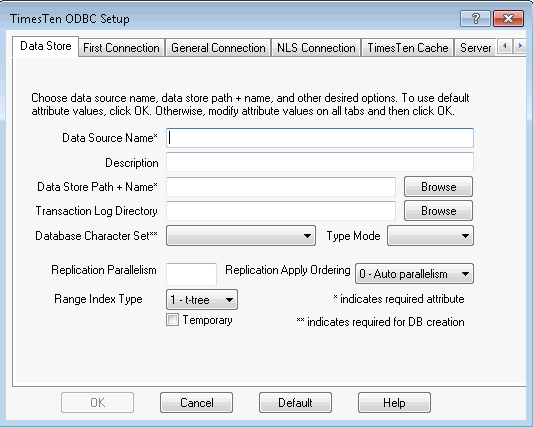 TimesTen ODBC Setup
Data Store First Connection General Connection NLS Connection TimesTen Cache Server
Choose data source name, data store path + name, and other desired options. To use default
attribute values, click OK. Otherwise, modify attribute values on all tabs and then click OK.
Data Source Name*
Description
Data Store Path + Name* Browse
Transaction Log Directory Browse
Database Character Set** Type Mode
Replication Parallelism Replication Apply Ordering 0 - Auto parallelism
Range Index Type 1 - t-tree * indicates required attribute
Temporary ** indicates required for DB creation
OK Cancel Default Help